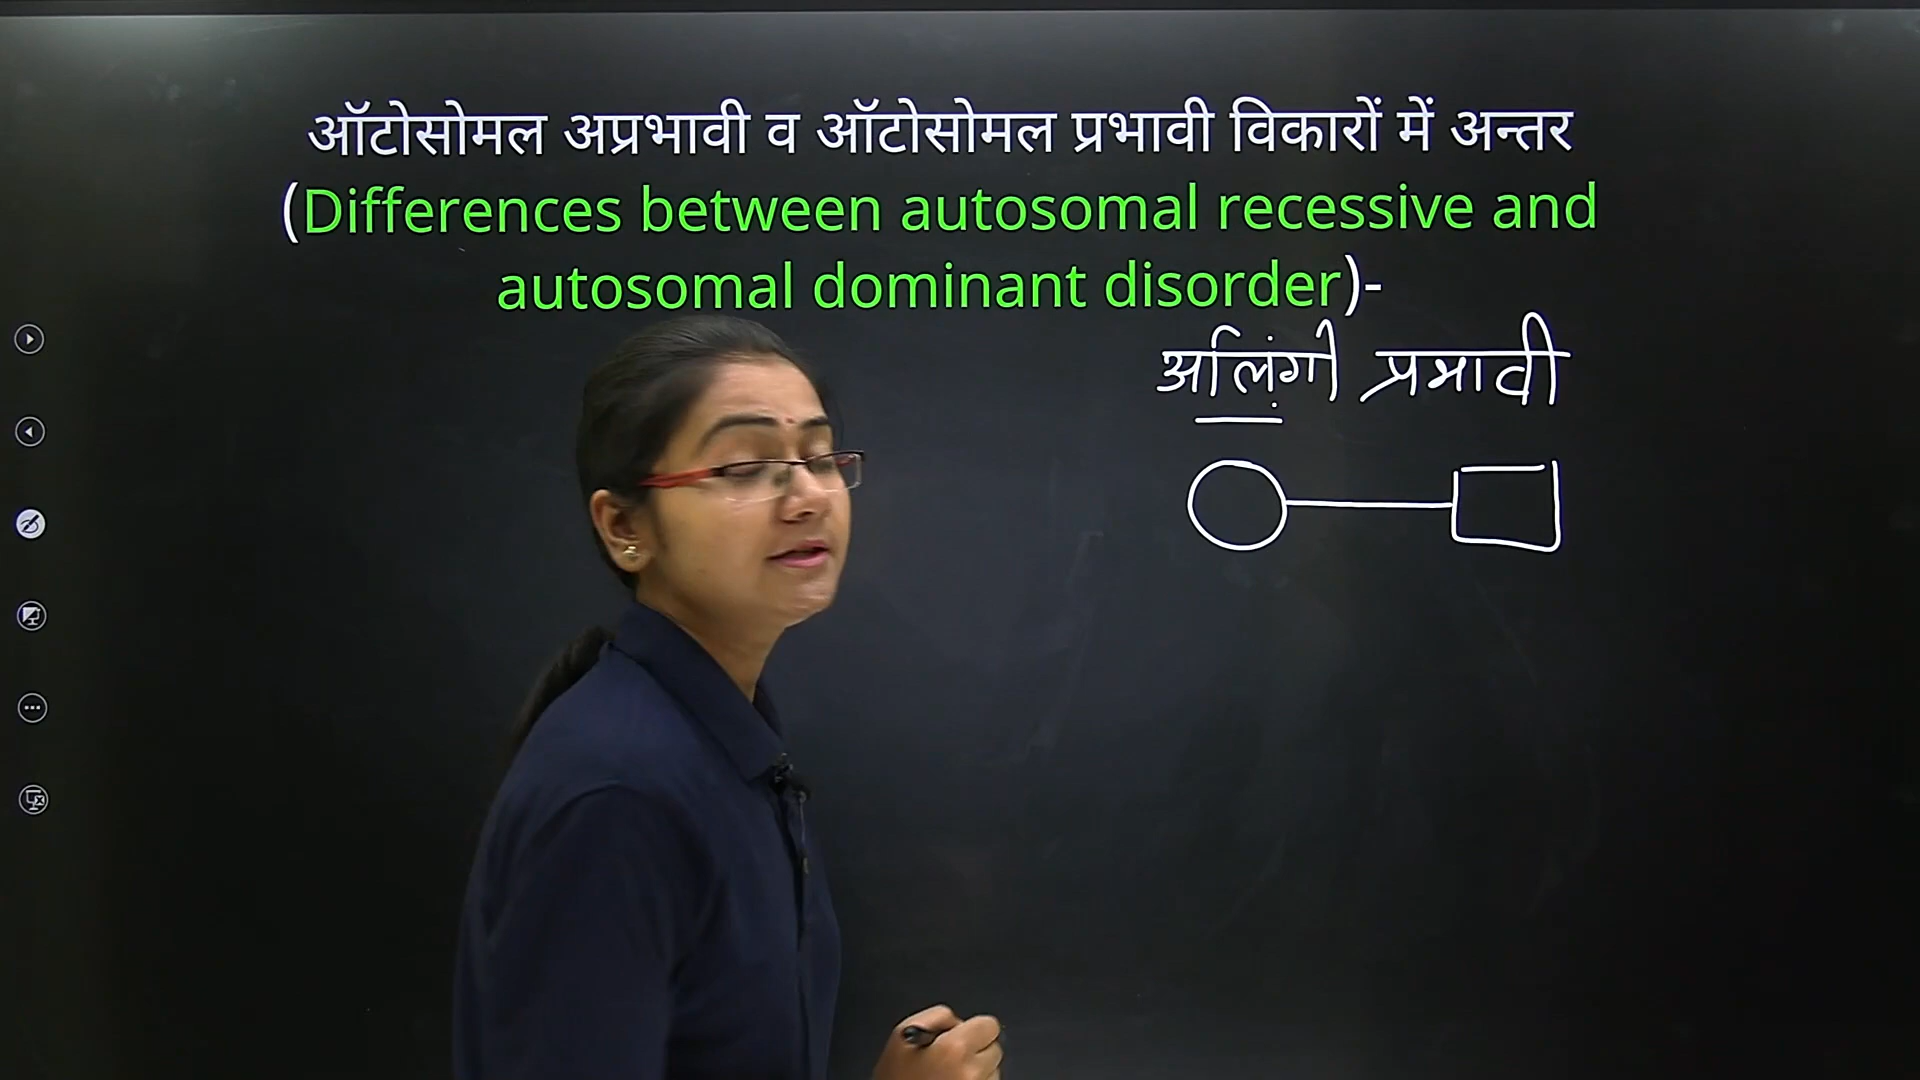 ऑटोसोमल अप्रभावी व ऑटोसोमल प्रभावी विकारों में अन्तर
(Differences between autosomal recessive and
autosomal dominant disorder)-
अलिंगी प्रभावी